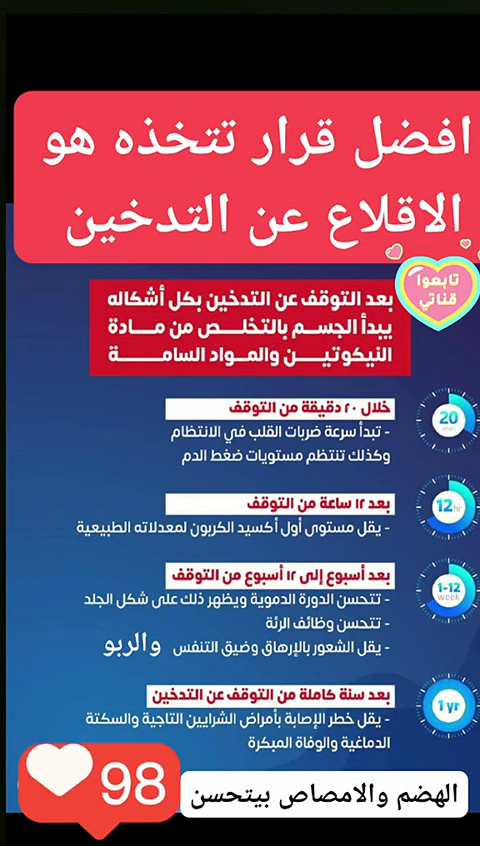 افضل قرار تتخذه هو
الاقلاع عن التدخين
تابعوا
قناتي
بعد التوقف عن التدخين بكل أشكاله
يبدأ الجسم بالتخلص من مادة
النيكوتين والمواد السامة
خلال ٢٠ دقيقة من التوقف
20
min
- تبدأ سرعة ضربات القلب في الانتظام
وكذلك تنتظم مستويات ضغط الدم
بعد ١٢ ساعة من التوقف
12hr
- يقل مستوى أول أكسيد الكربون لمعدلاته الطبيعية
بعد أسبوع إلى ١٢ أسبوع من التوقف
1-12
week
- تتحسن الدورة الدموية ويظهر ذلك على شكل الجلد
- تتحسن وظائف الرئة
- يقل الشعور بالإرهاق وضيق التنفس والربو
بعد سنة كاملة من التوقف عن التدخين
1 yr
- يقل خطر الإصابة بأمراض الشرايين التاجية والسكتة
الدماغية والوفاة المبكرة
98
الهضم والامصاص بيتحسن